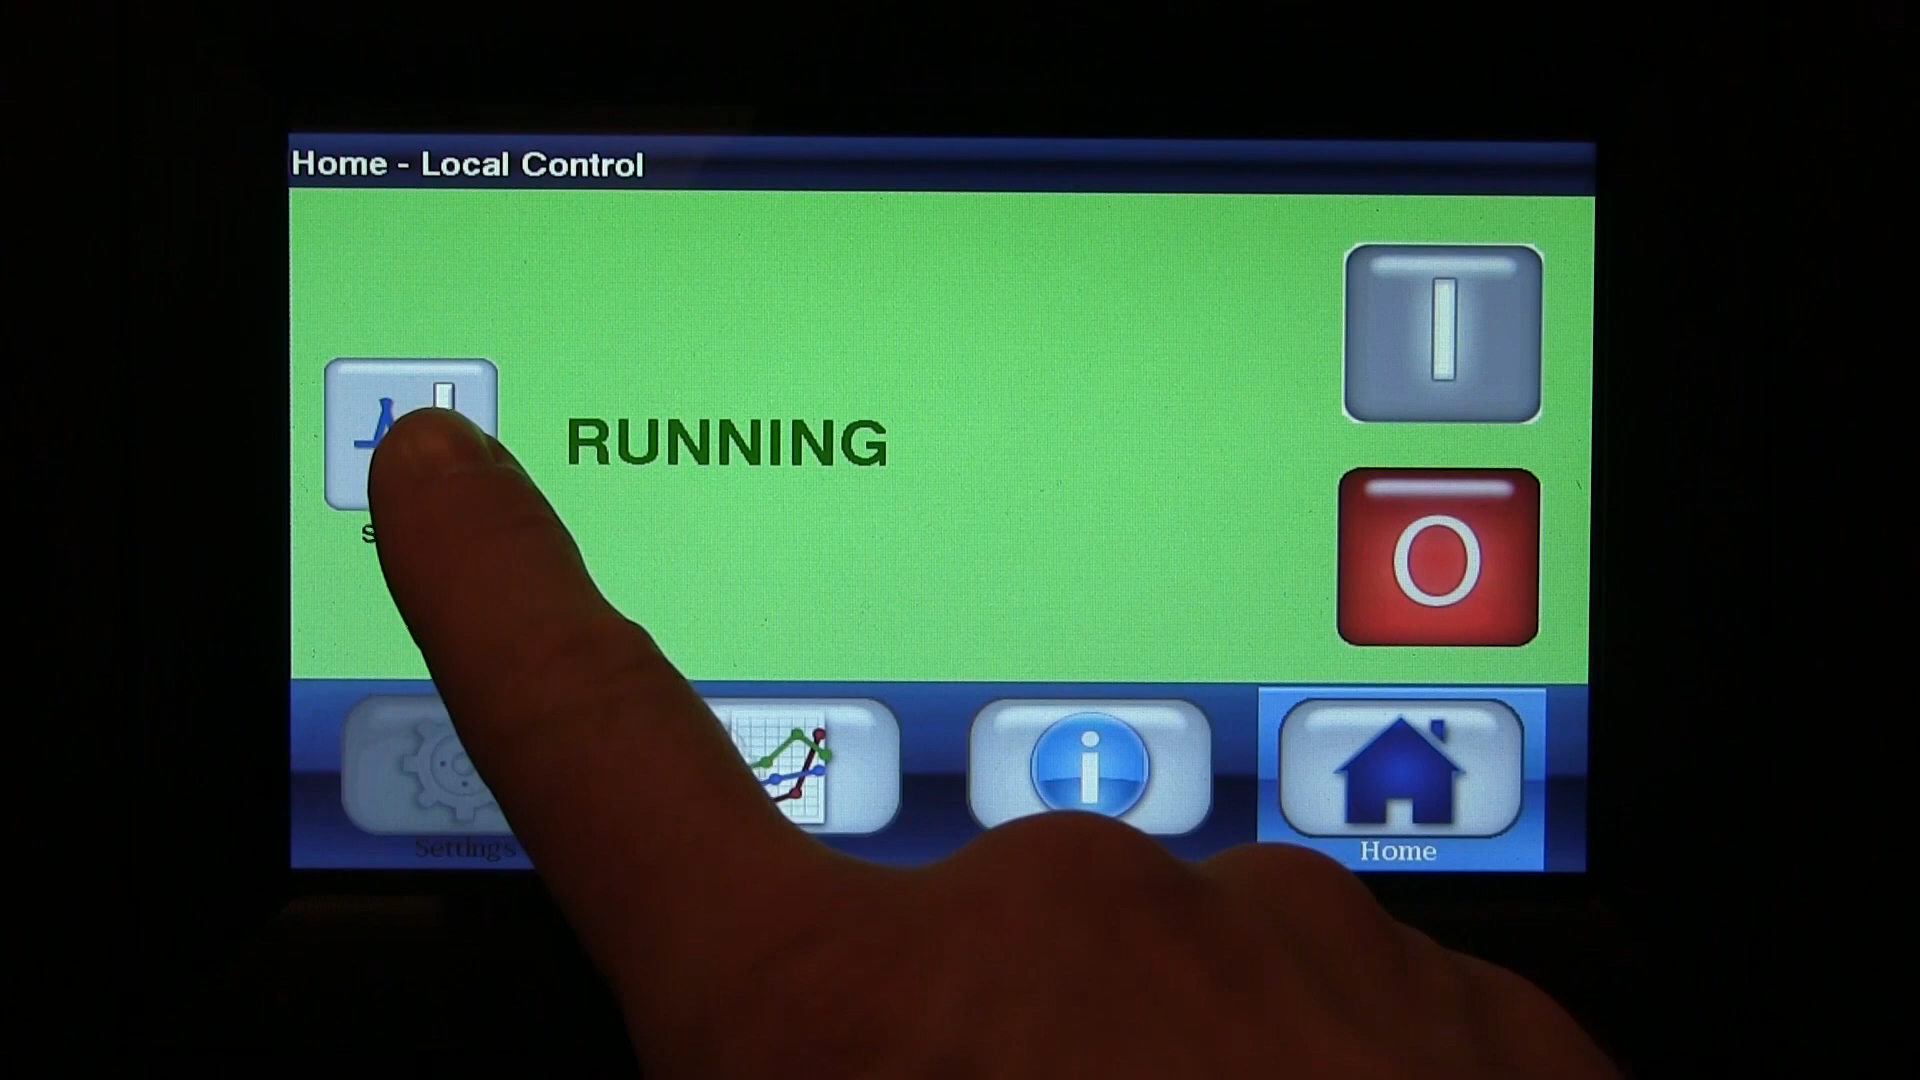 Home - Local Control
I
RUNNING
O
Settings
Home